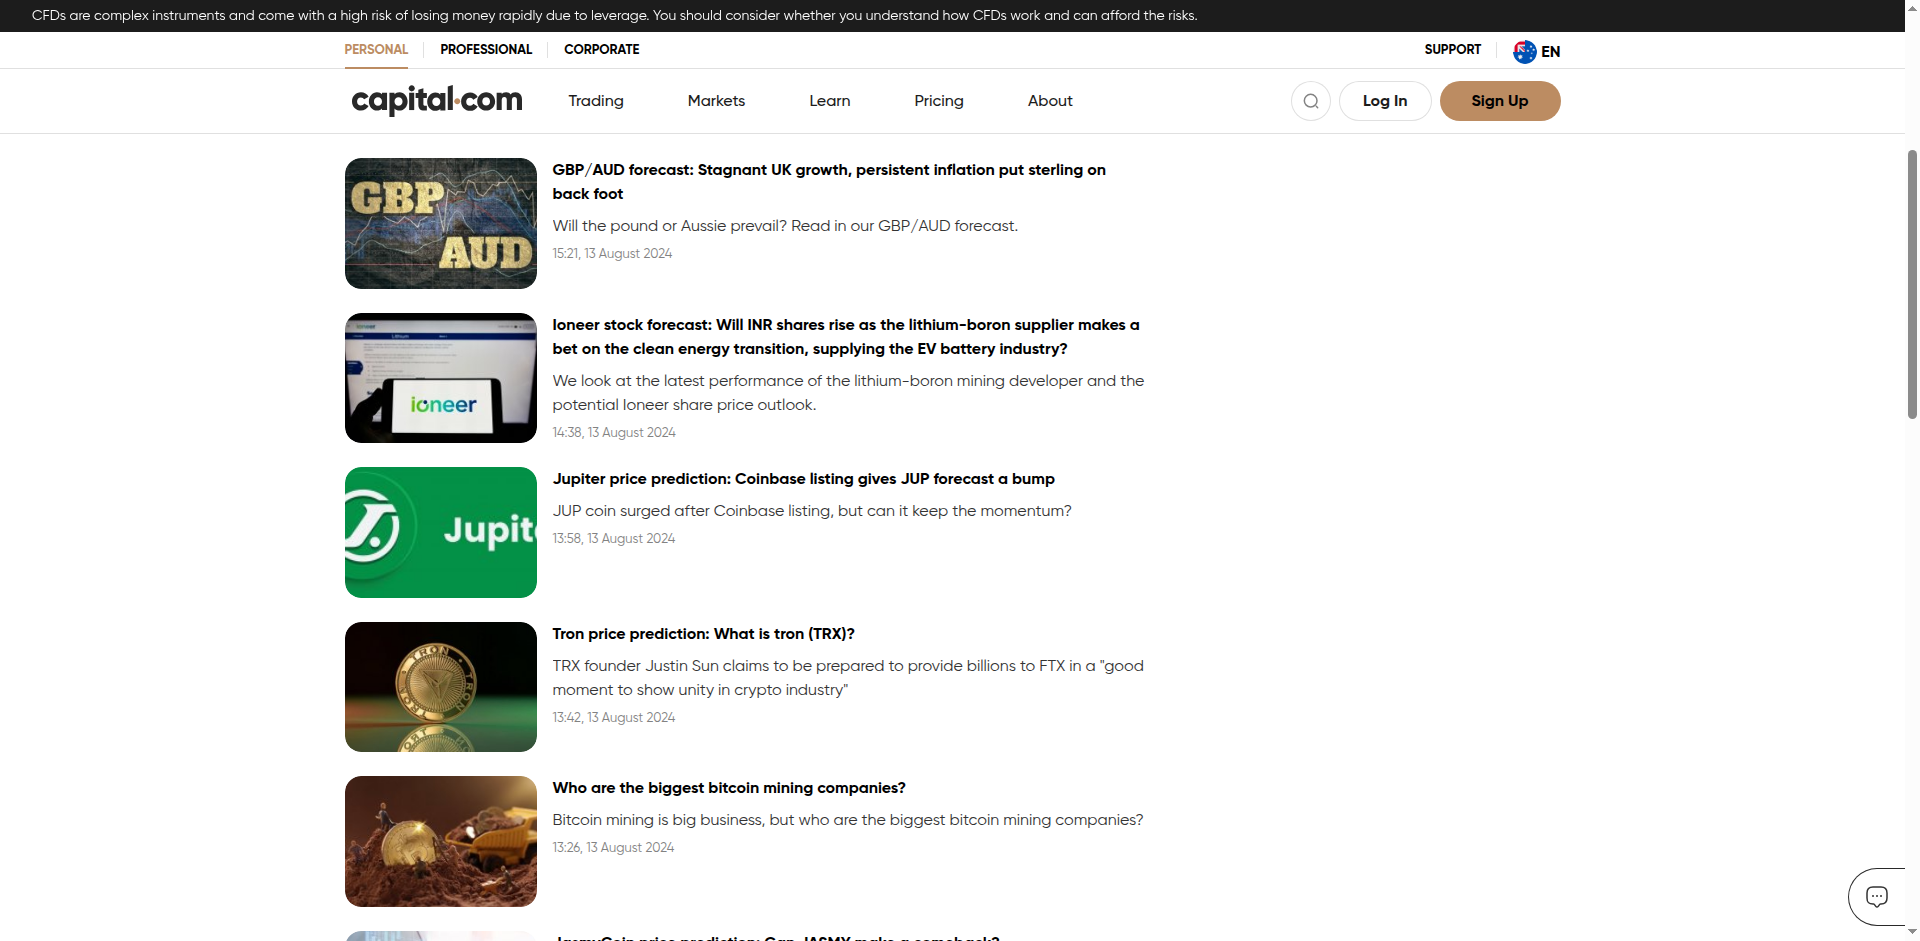 CFDs are complex instruments and come with a high risk of losing money rapidly due to leverage. You should consider whether you understand how CFDs work and can afford the risks.
PERSONAL PROFESSIONAL CORPORATE SUPPORT EN
capital.com Trading Markets Learn Pricing About Log In Sign Up
GBP
AUD
GBP/AUD forecast: Stagnant UK growth, persistent inflation put sterling on
back foot
Will the pound or Aussie prevail? Read in our GBP/AUD forecast.
15:21, 13 August 2024
ioneer
Ioneer stock forecast: Will INR shares rise as the lithium-boron supplier makes a
bet on the clean energy transition, supplying the EV battery industry?
We look at the latest performance of the lithium-boron mining developer and the
potential Ioneer share price outlook.
14:38, 13 August 2024
Jupit
Jupiter price prediction: Coinbase listing gives JUP forecast a bump
JUP coin surged after Coinbase listing, but can it keep the momentum?
13:58, 13 August 2024
TRON
TRON
Tron price prediction: What is tron (TRX)?
TRX founder Justin Sun claims to be prepared to provide billions to FTX in a "good
moment to show unity in crypto industry"
13:42, 13 August 2024
Who are the biggest bitcoin mining companies?
Bitcoin mining is big business, but who are the biggest bitcoin mining companies?
13:26, 13 August 2024
JasmyCoin price prediction: Can JASMY make a comeback?